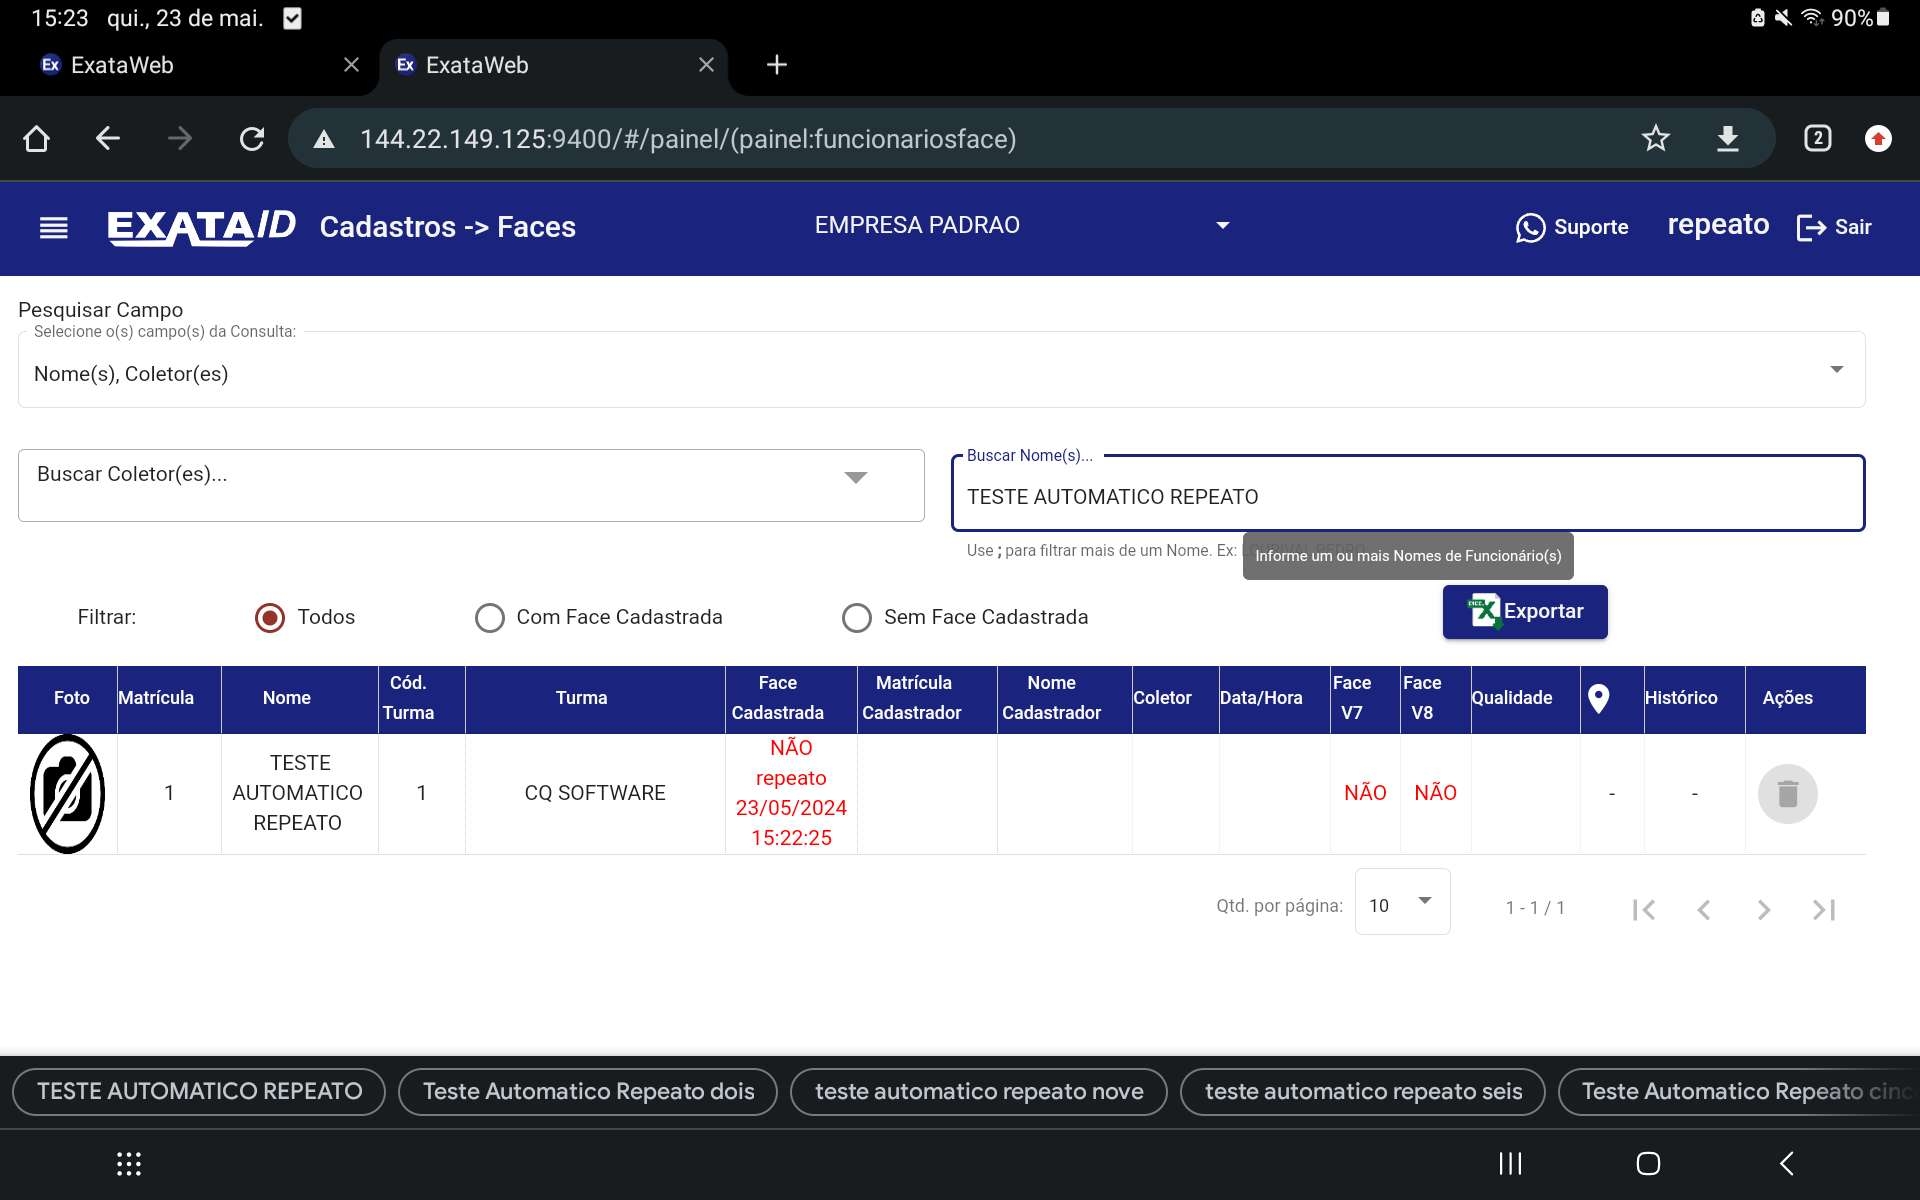 15:23 qui., 23 de mai. 90%
Ex ExataWeb
Ex ExataWeb
144.22.149.125:9400/#/painel/(painel:funcionariosface)
2
EXATA/ID Cadastros -> Faces EMPRESA PADRAO Suporte repeato Sair
Pesquisar Campo
Selecione o(s) campo(s) da Consulta:
Nome(s), Coletor(es)
Buscar Coletor(es)...
Buscar Nome(s)...
TESTE AUTOMATICO REPEATO
Use ; para filtrar mais de um Nome. Ex:
Informe um ou mais Nomes de Funcionário(s)
Filtrar: Todos Com Face Cadastrada Sem Face Cadastrada Exportar
Foto Matrícula Nome Cód. Turma Turma Face Cadastrada Matrícula Cadastrador Nome Cadastrador Coletor Data/Hora Face V7 Face V8 Qualidade Histórico Ações
1 TESTE AUTOMATICO REPEATO 1 CQ SOFTWARE NÃO repeato 23/05/2024 15:22:25 NÃO NÃO - -
Qtd. por página: 10 1 - 1 / 1
TESTE AUTOMATICO REPEATO Teste Automatico Repeato dois teste automatico repeato nove teste automatico repeato seis Teste Automatico Repeato cinc